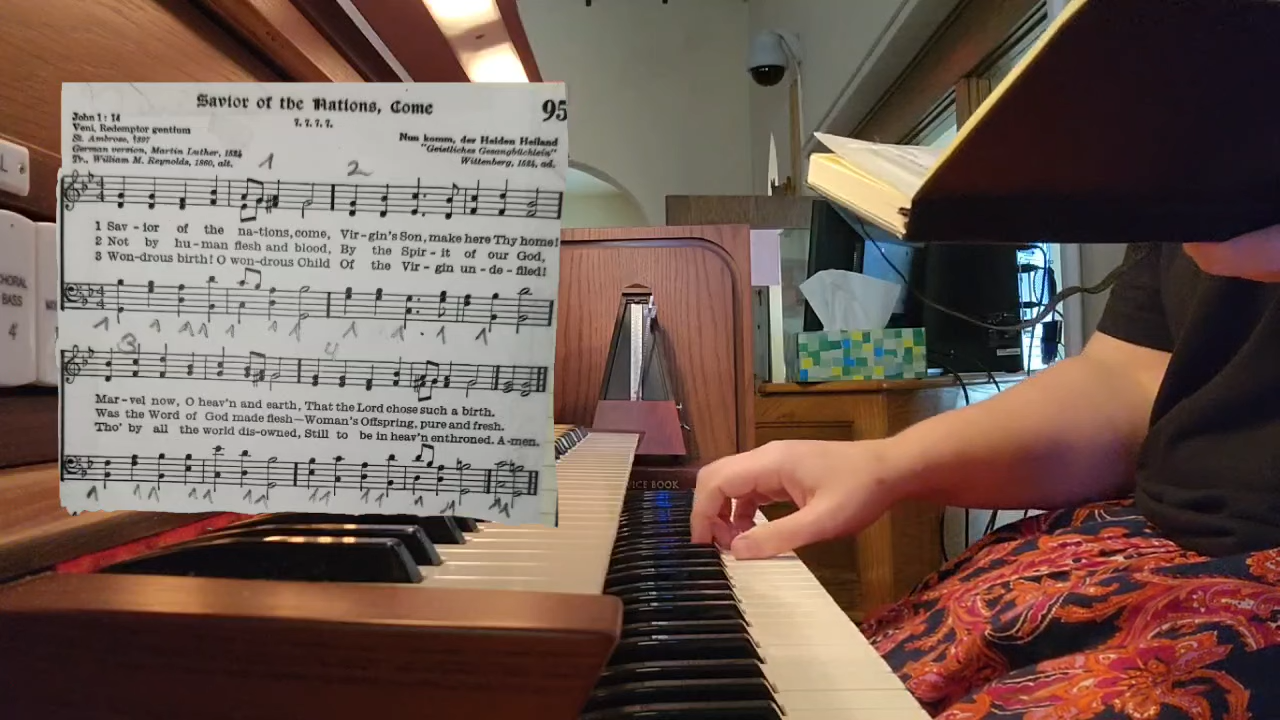 Savior of the Nations, Come
95
7. 7. 7. 7.
John 1 : 14
Veni, Redemptor gentium
St. Ambrose, †397
German version, Martin Luther, 1524
Tr., William M. Reynolds, 1860, alt.
Nun komm, der Heiden Heiland
"Geistliches Gesangbüchlein"
Wittenberg, 1524, ad.
1 2
1 Sav - ior of the na-tions, come, Vir-gin's Son, make here Thy home!
2 Not by hu-man flesh and blood, By the Spir - it of our God,
3 Won-drous birth! O won-drous Child Of the Vir - gin un - de - filed!
3 4
Mar-vel now, O heav'n and earth, That the Lord chose such a birth.
Was the Word of God made flesh—Woman's Offspring, pure and fresh.
Tho' by all the world dis-owned, Still to be in heav'n enthroned. A-men.
L
CHORAL
BASS
4'
VICE BOOK